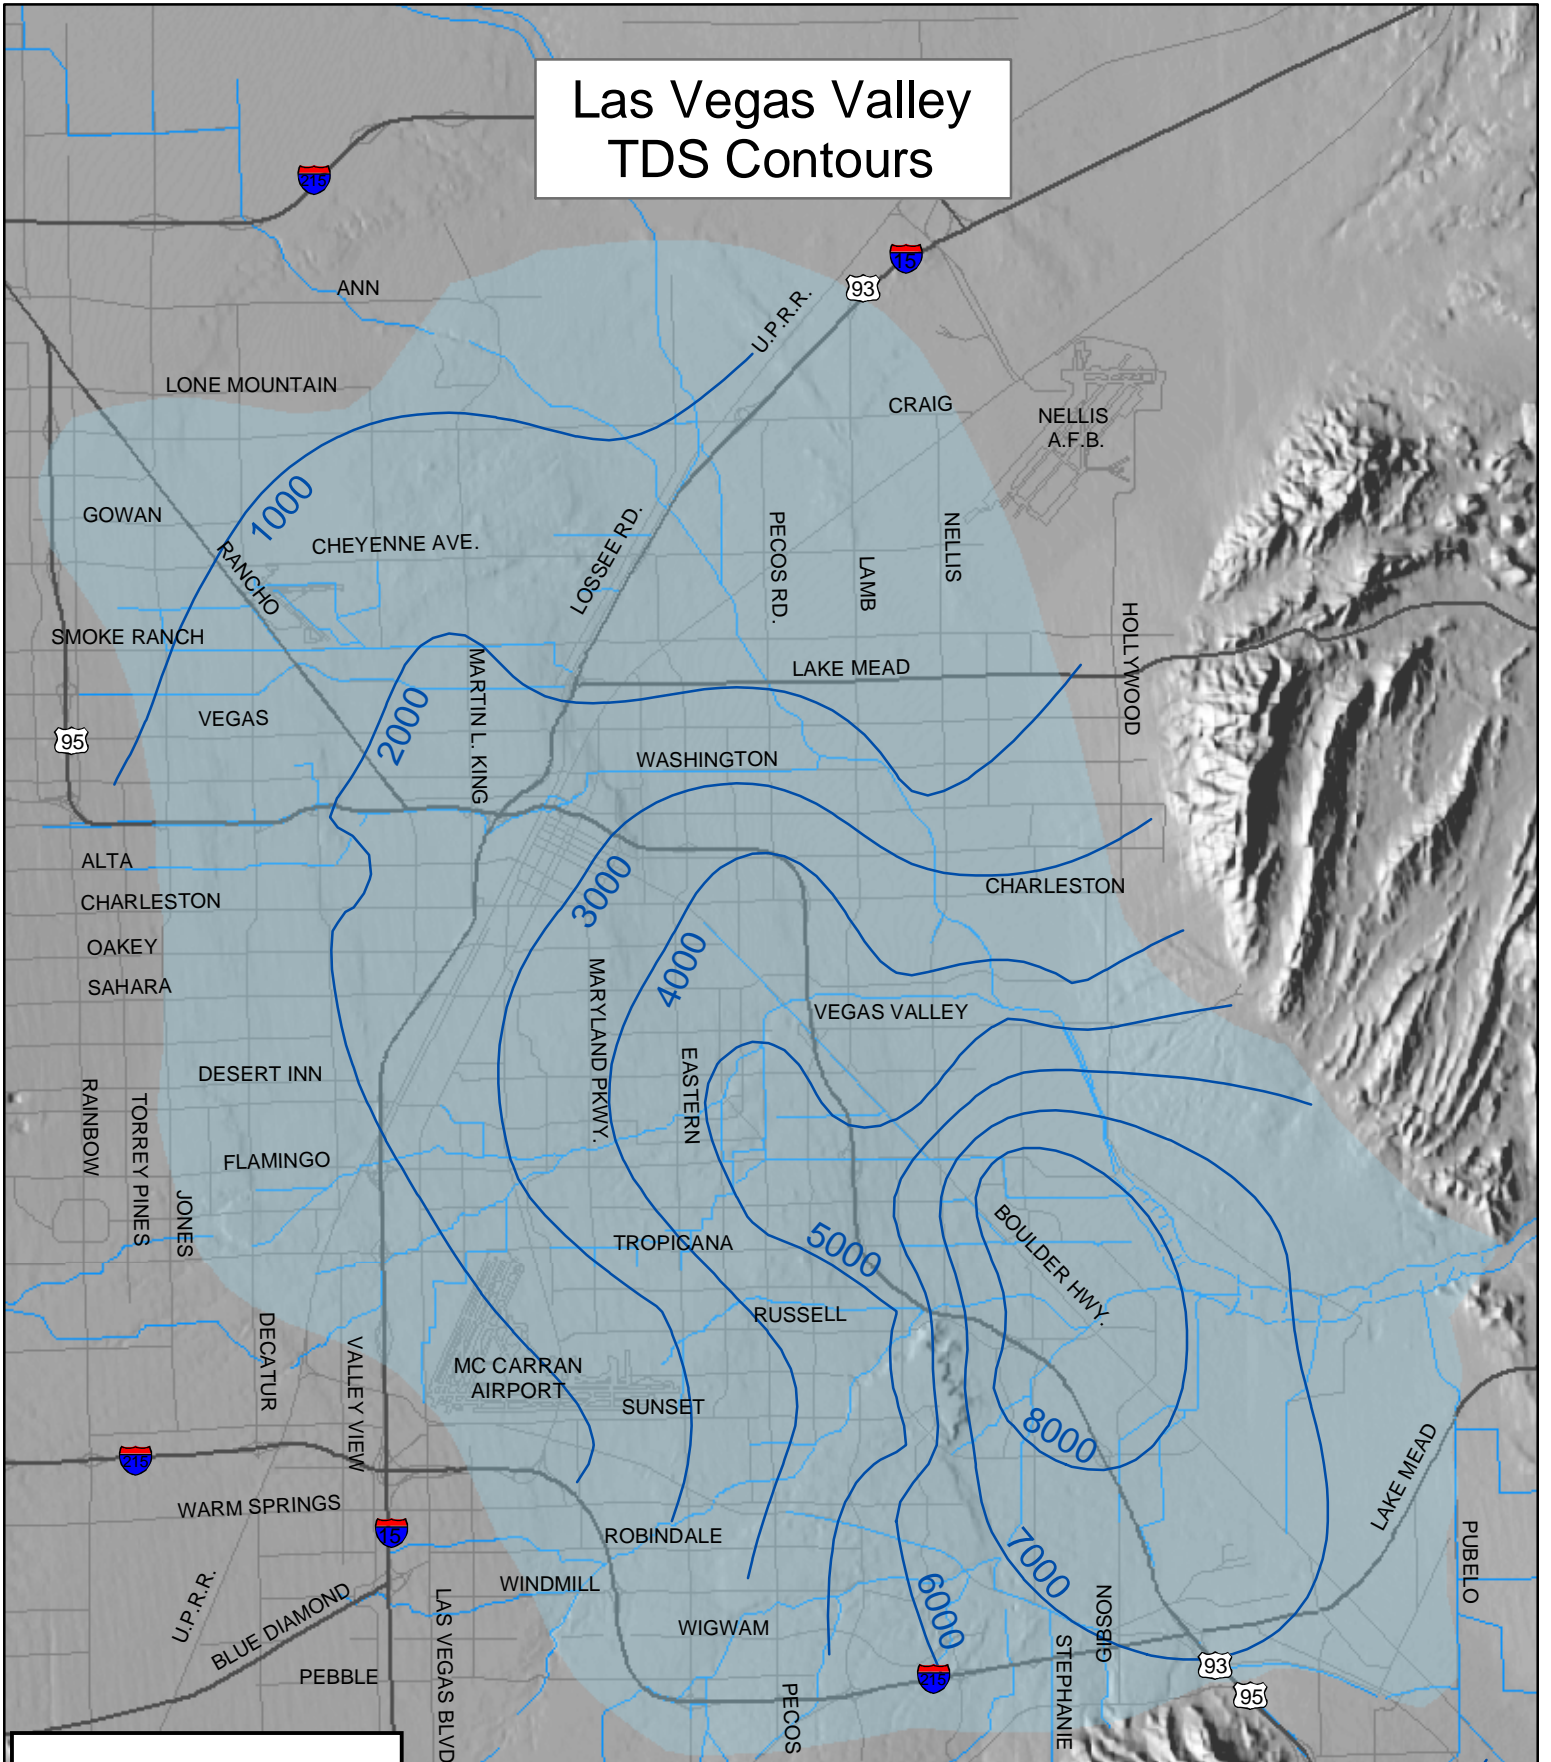 Las Vegas Valley
TDS Contours
215
15
93
U.P.R.R.
ANN
LONE MOUNTAIN
CRAIG
NELLIS
A.F.B.
1000
GOWAN
CHEYENNE AVE.
RANCHO
LOSSEE RD.
PECOS RD.
LAMB
NELLIS
HOLLYWOOD
SMOKE RANCH
MARTIN L. KING
LAKE MEAD
VEGAS
2000
95
WASHINGTON
ALTA
3000
CHARLESTON
CHARLESTON
OAKEY
4000
SAHARA
MARYLAND PKWY.
VEGAS VALLEY
EASTERN
DESERT INN
RAINBOW
TORREY PINES
JONES
FLAMINGO
TROPICANA
5000
BOULDER HWY.
RUSSELL
DECATUR
VALLEY VIEW
MC CARRAN
AIRPORT
SUNSET
8000
LAKE MEAD
215
WARM SPRINGS
15
ROBINDALE
7000
PUBELO
WINDMILL
6000
U.P.R.R.
BLUE DIAMOND
LAS VEGAS BLVD
WIGWAM
GIBSON
STEPHANIE
PEBBLE
PECOS
215
93
95